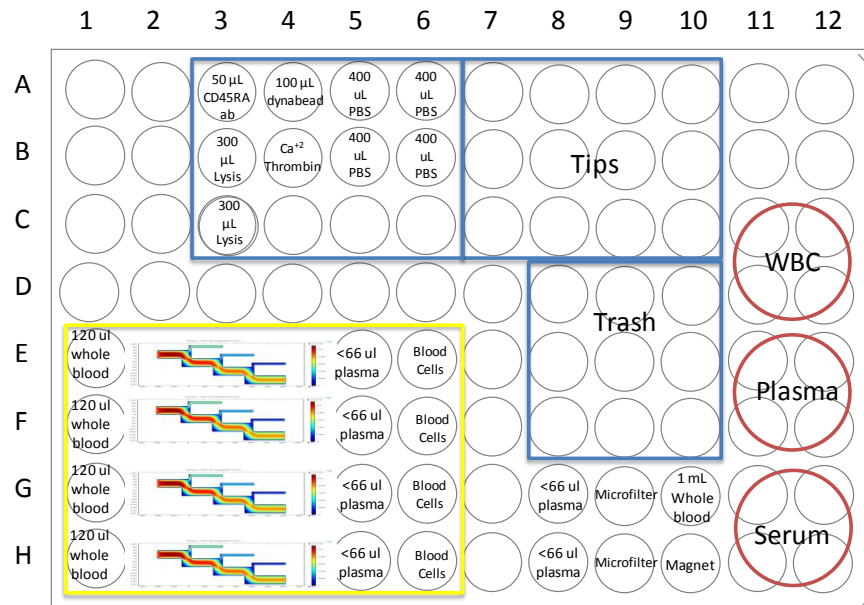 1 2 3 4 5 6 7 8 9 10 11 12
A
50 µL
CD45RA
ab
100 µL
dynabead
400
uL
PBS
400
uL
PBS
B
300
µL
Lysis
Ca+2
Thrombin
400
uL
PBS
400
uL
PBS
Tips
C
300
µL
Lysis
WBC
D
Trash
E
120 ul
whole
blood
<66 ul
plasma
Blood
Cells
Plasma
F
120 ul
whole
blood
<66 ul
plasma
Blood
Cells
G
120 ul
whole
blood
<66 ul
plasma
Blood
Cells
<66 ul
plasma
Microfilter
1 mL
Whole
blood
Serum
H
120 ul
whole
blood
<66 ul
plasma
Blood
Cells
<66 ul
plasma
Microfilter
Magnet